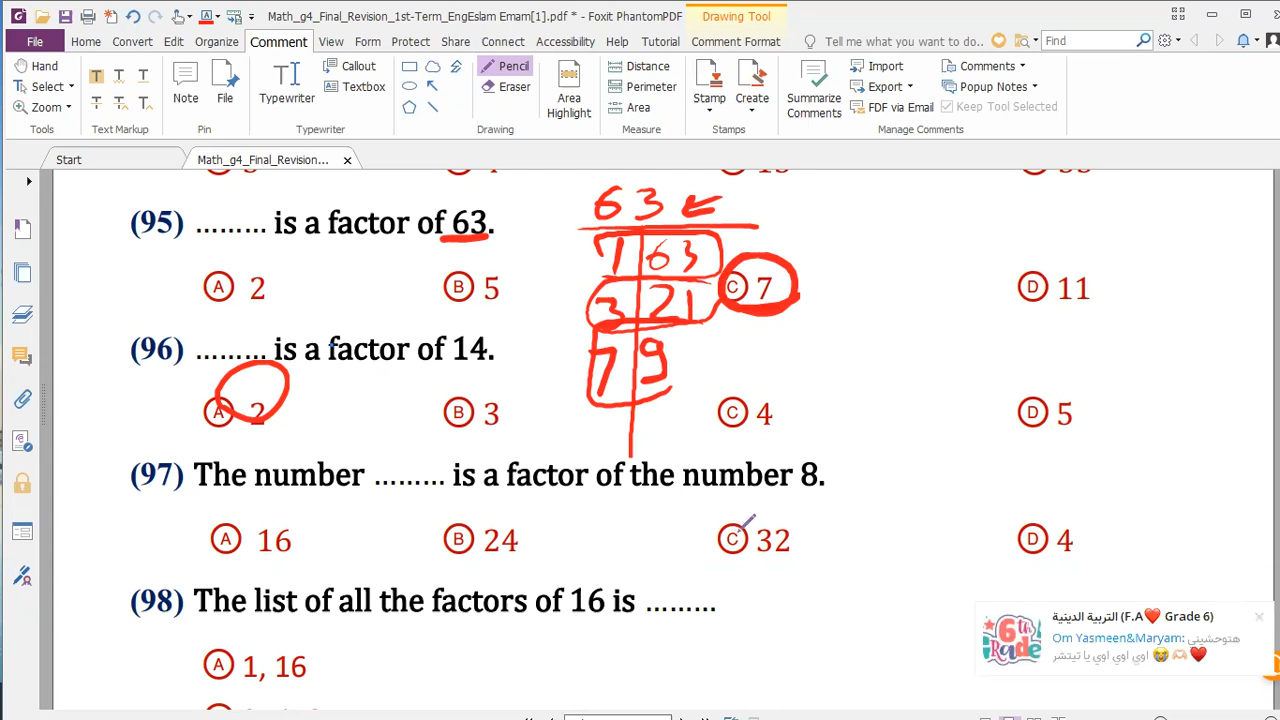 Math_g4_Final_Revision_1st-Term_EngEslam Emam[1].pdf * - Foxit PhantomPDF
Drawing Tool
File Home Convert Edit Organize Comment View Form Protect Share Connect Accessibility Help Tutorial Comment Format Tell me what you want to do.. Find
Hand
Select
Zoom
Tools
T T T
T T T
Text Markup
Note
File
Pin
Typewriter
Callout
Textbox
Typewriter
Pencil
Eraser
Drawing
Area Highlight
Distance
Perimeter
Area
Measure
Stamp
Create
Stamps
Summarize Comments
Import
Export
FDF via Email
Comments
Popup Notes
Keep Tool Selected
Manage Comments
Start
Math_g4_Final_Revision...
63
(95) ......... is a factor of 63.
1 63
A 2 B 5 C 7 D 11
3 21
(96) ......... is a factor of 14.
7 9
A 2 B 3 C 4 D 5
(97) The number ......... is a factor of the number 8.
A 16 B 24 C 32 D 4
(98) The list of all the factors of 16 is .........
A 1, 16
6th Grade
التربية الدينية (F.A❤️ Grade 6)
Om Yasmeen&Maryam: هتوحشيني
اوي اوي اوي يا تيتشر 😭🫶🏻❤️